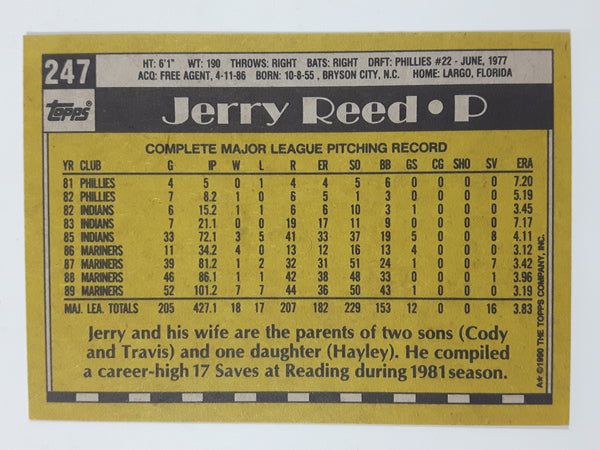 247
HT: 6'1" WT: 190 THROWS: RIGHT BATS: RIGHT DRFT: PHILLIES #22 - JUNE, 1977
ACQ: FREE AGENT, 4-11-86 BORN: 10-8-55, BRYSON CITY, N.C. HOME: LARGO, FLORIDA
topps®
Jerry Reed • P
COMPLETE MAJOR LEAGUE PITCHING RECORD
YR CLUB G IP W L R ER SO BB GS CG SHO SV ERA
81 PHILLIES 4 5 0 1 4 4 5 6 0 0 0 0 7.20
82 PHILLIES 7 8.2 1 0 6 5 1 3 0 0 0 0 5.19
82 INDIANS 6 15.2 1 1 6 6 10 3 1 0 0 0 3.45
83 INDIANS 7 21.1 0 0 19 17 11 9 0 0 0 0 7.17
85 INDIANS 33 72.1 3 5 41 33 37 19 5 0 0 8 4.11
86 MARINERS 11 34.2 4 0 13 12 16 13 4 0 0 0 3.12
87 MARINERS 39 81.2 1 2 32 31 51 24 1 0 0 7 3.42
88 MARINERS 46 86.1 1 1 42 38 48 33 0 0 0 1 3.96
89 MARINERS 52 101.2 7 7 44 36 50 43 1 0 0 0 3.19
MAJ. LEA. TOTALS 205 427.1 18 17 207 182 229 153 12 0 0 16 3.83
Jerry and his wife are the parents of two sons (Cody
and Travis) and one daughter (Hayley). He compiled
a career-high 17 Saves at Reading during 1981 season.
A★ ©1990 THE TOPPS COMPANY, INC.